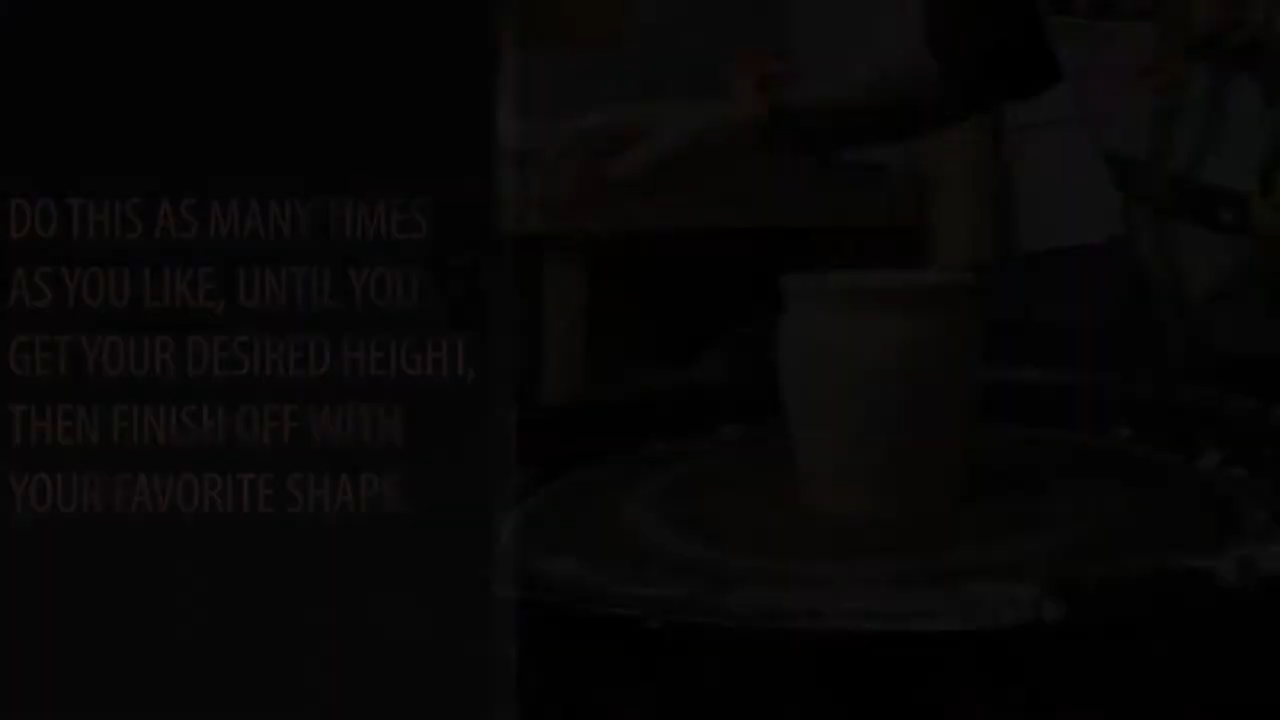 DO THIS AS MANY TIMES
AS YOU LIKE, UNTIL YOU
GET YOUR DESIRED HEIGHT,
THEN FINISH OFF WITH
YOUR FAVORITE SHAPE